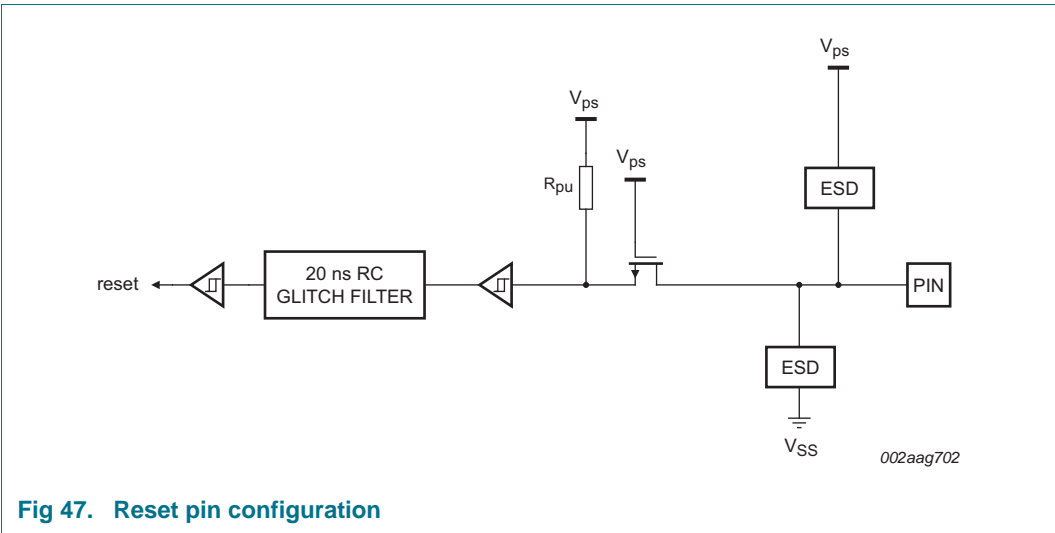 Vps
Vps
Vps
Rpu
ESD
reset
20 ns RC
GLITCH FILTER
PIN
ESD
VSS
002aag702
Fig 47. Reset pin configuration